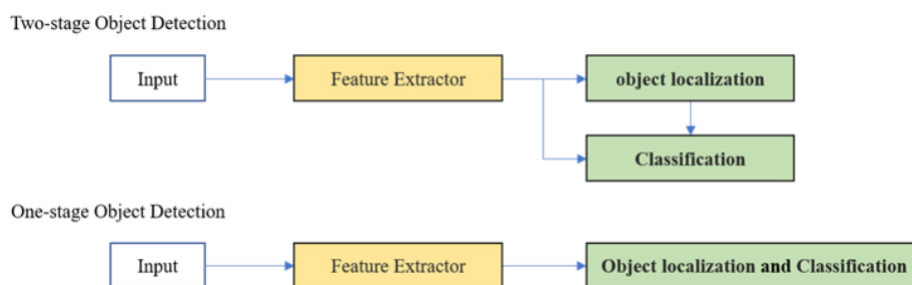 Two-stage Object Detection
Input
Feature Extractor
object localization
Classification
One-stage Object Detection
Input
Feature Extractor
Object localization and Classification